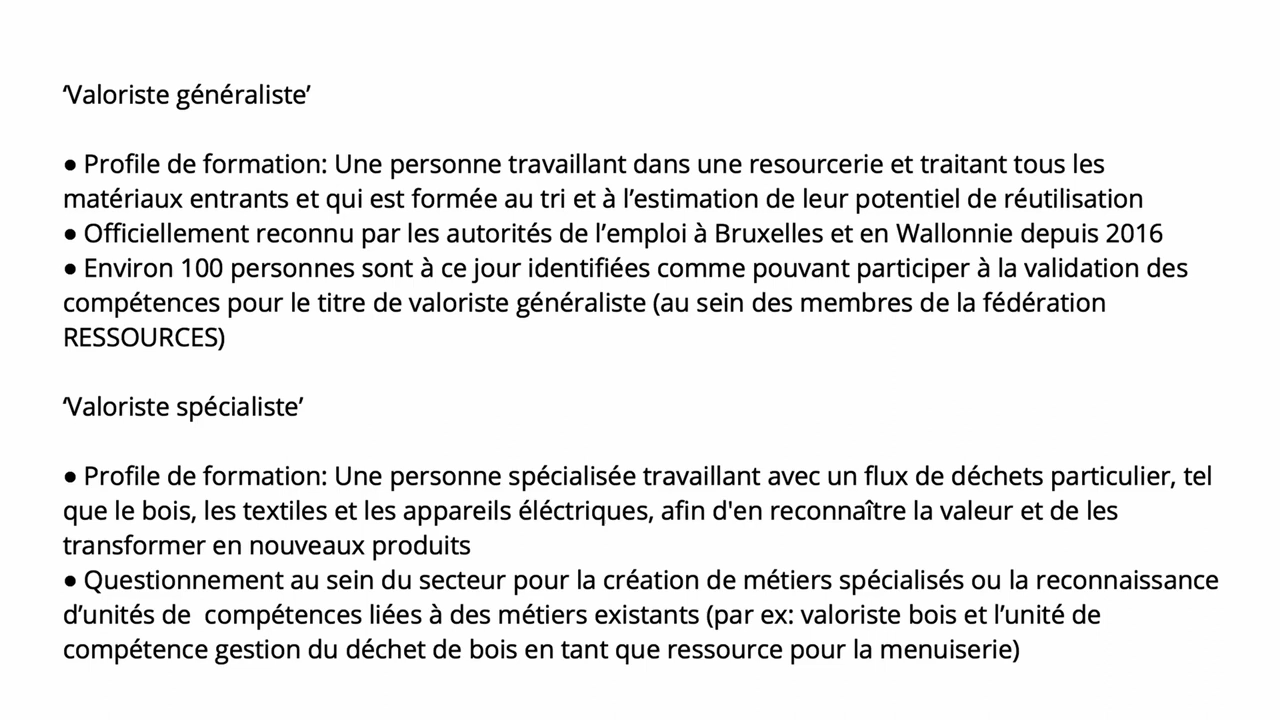 ‘Valoriste généraliste’
● Profile de formation: Une personne travaillant dans une resourcerie et traitant tous les
matériaux entrants et qui est formée au tri et à l’estimation de leur potentiel de réutilisation
● Officiellement reconnu par les autorités de l’emploi à Bruxelles et en Wallonnie depuis 2016
● Environ 100 personnes sont à ce jour identifiées comme pouvant participer à la validation des
compétences pour le titre de valoriste généraliste (au sein des membres de la fédération
RESSOURCES)
‘Valoriste spécialiste’
● Profile de formation: Une personne spécialisée travaillant avec un flux de déchets particulier, tel
que le bois, les textiles et les appareils éléctriques, afin d'en reconnaître la valeur et de les
transformer en nouveaux produits
● Questionnement au sein du secteur pour la création de métiers spécialisés ou la reconnaissance
d’unités de  compétences liées à des métiers existants (par ex: valoriste bois et l’unité de
compétence gestion du déchet de bois en tant que ressource pour la menuiserie)